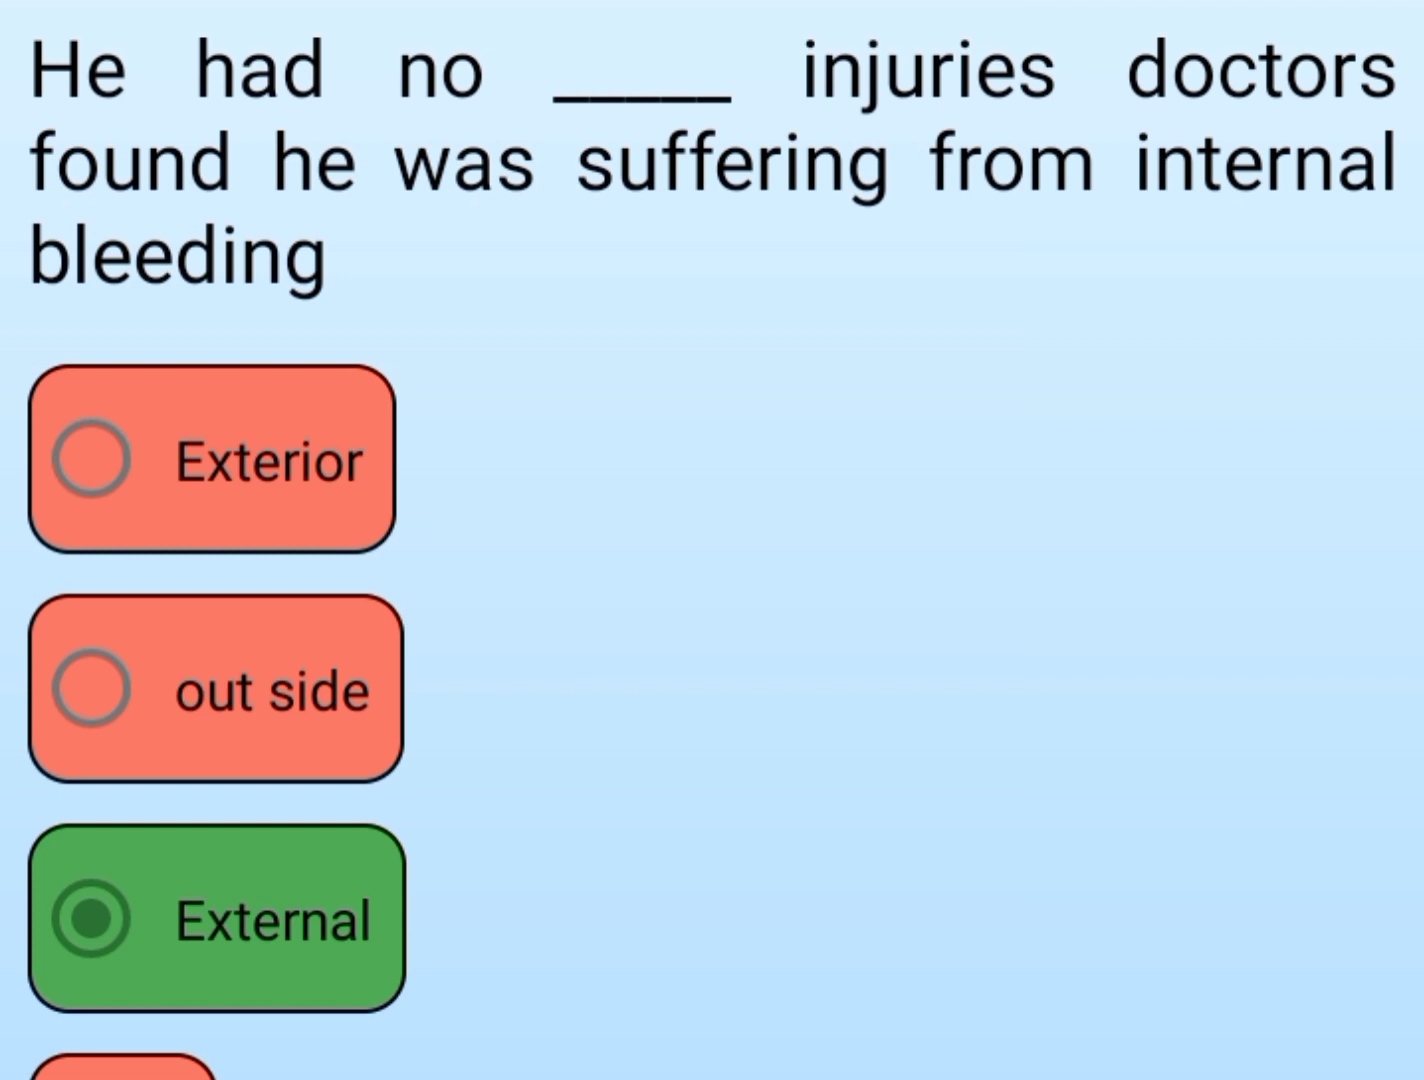 He had no _____ injuries doctors
found he was suffering from internal
bleeding
Exterior
out side
External